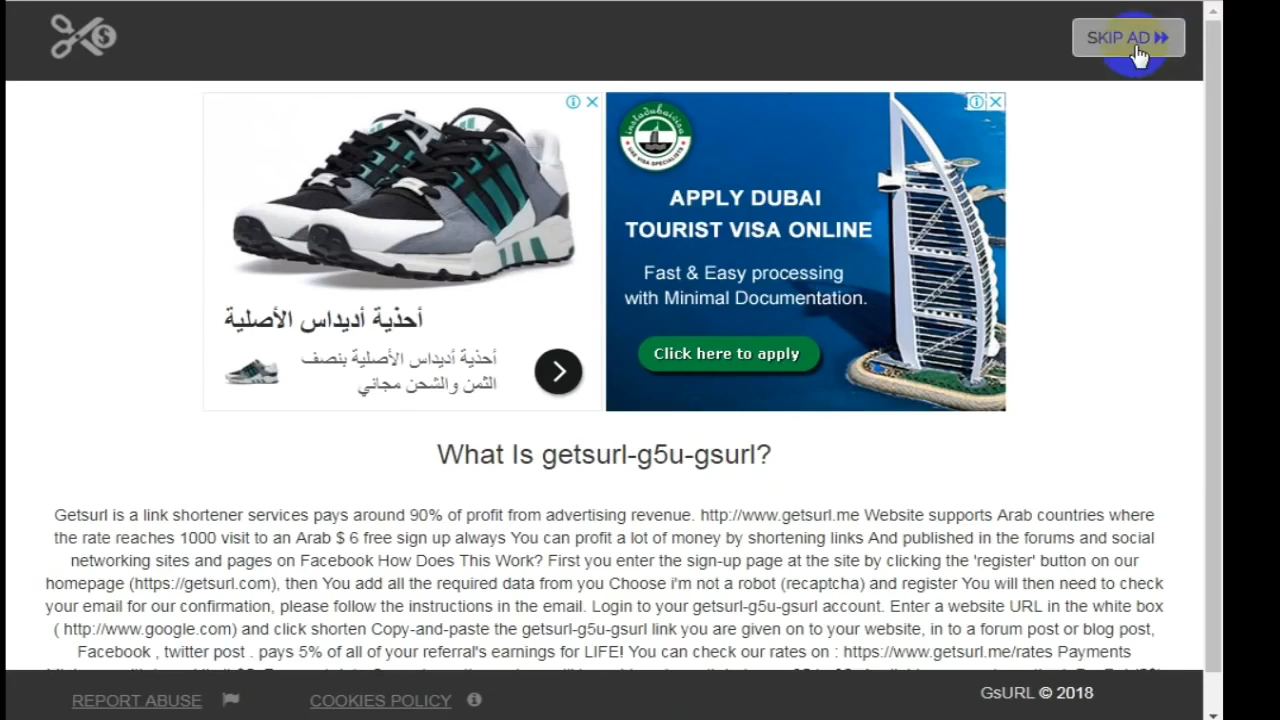 SKIP AD
instadubaivisa
UAE VISA SPECIALISTS
APPLY DUBAI
TOURIST VISA ONLINE
Fast & Easy processing
with Minimal Documentation.
Click here to apply
أحذية أديداس الأصلية
أحذية أديداس الأصلية بنصف
الثمن والشحن مجاني
What Is getsurl-g5u-gsurl?
Getsurl is a link shortener services pays around 90% of profit from advertising revenue. http://www.getsurl.me Website supports Arab countries where
the rate reaches 1000 visit to an Arab $ 6 free sign up always You can profit a lot of money by shortening links And published in the forums and social
networking sites and pages on Facebook How Does This Work? First you enter the sign-up page at the site by clicking the 'register' button on our
homepage (https://getsurl.com), then You add all the required data from you Choose i'm not a robot (recaptcha) and register You will then need to check
your email for our confirmation, please follow the instructions in the email. Login to your getsurl-g5u-gsurl account. Enter a website URL in the white box
( http://www.google.com) and click shorten Copy-and-paste the getsurl-g5u-gsurl link you are given on to your website, in to a forum post or blog post,
Facebook , twitter post . pays 5% of all of your referral's earnings for LIFE! You can check our rates on : https://www.getsurl.me/rates Payments
REPORT ABUSE
COOKIES POLICY
GsURL © 2018